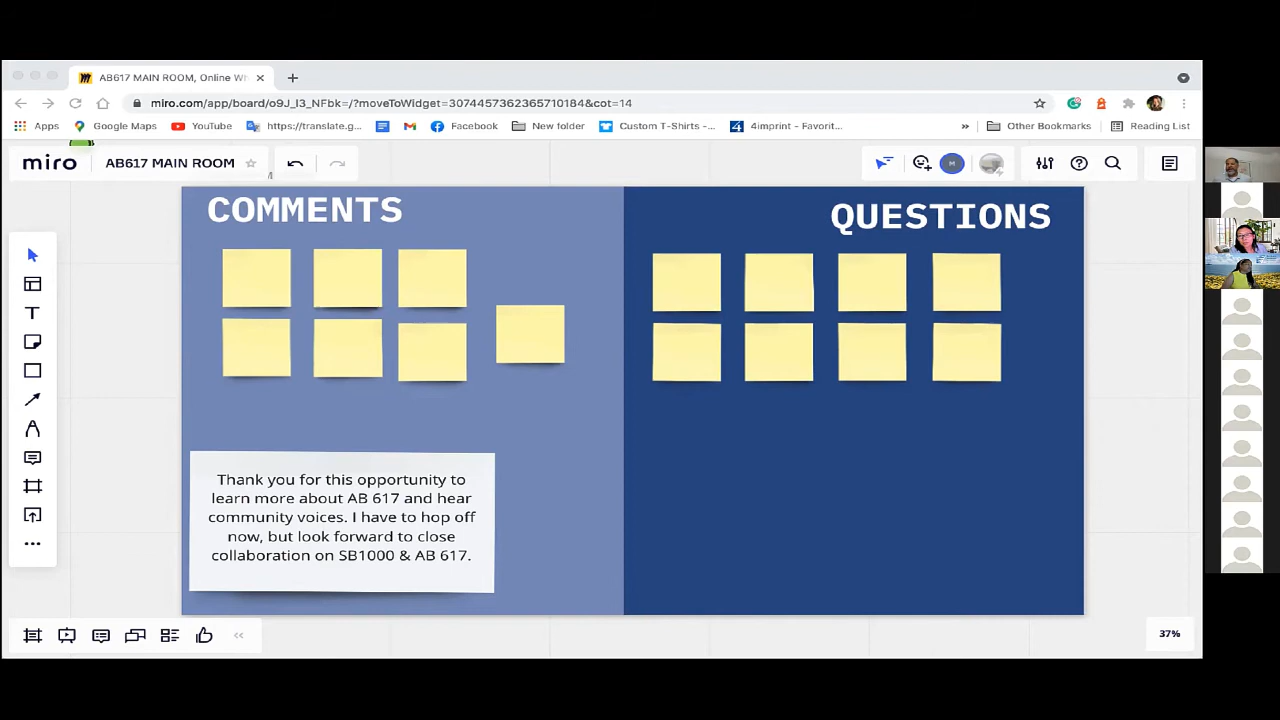 AB617 MAIN ROOM, Online Wh
miro.com/app/board/o9J_l3_NFbk=/?moveToWidget=3074457362365710184&cot=14
Apps Google Maps YouTube https://translate.g... Facebook New folder Custom T-Shirts -... 4imprint - Favorit... » Other Bookmarks Reading List
miro AB617 MAIN ROOM
M
COMMENTS
QUESTIONS
Thank you for this opportunity to
learn more about AB 617 and hear
community voices. I have to hop off
now, but look forward to close
collaboration on SB1000 & AB 617.
37%